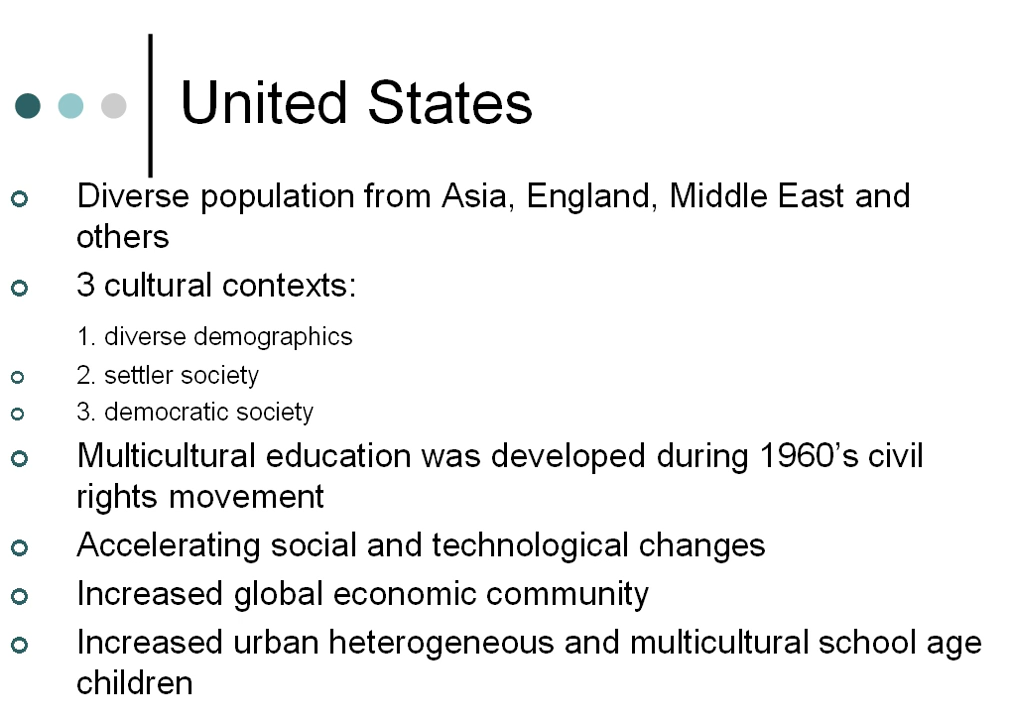 United States
Diverse population from Asia, England, Middle East and
others
3 cultural contexts:
1. diverse demographics
2. settler society
3. democratic society
Multicultural education was developed during 1960’s civil
rights movement
Accelerating social and technological changes
Increased global economic community
Increased urban heterogeneous and multicultural school age
children